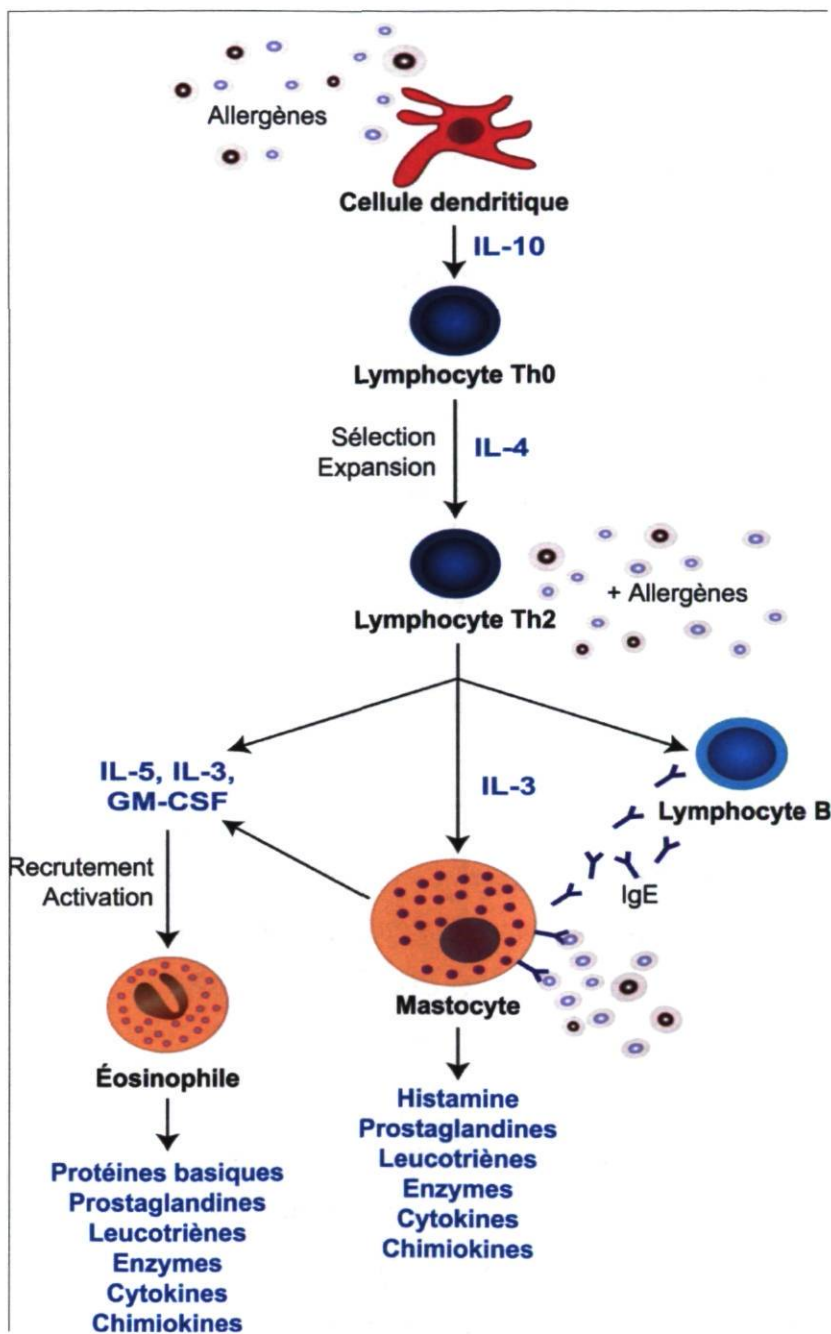 Allergènes
Cellule dendritique
IL-10
Lymphocyte Th0
Sélection
Expansion
IL-4
+ Allergènes
Lymphocyte Th2
IL-5, IL-3,
GM-CSF
IL-3
Lymphocyte B
Recrutement
Activation
IgE
Mastocyte
Éosinophile
Histamine
Prostaglandines
Leucotriènes
Enzymes
Cytokines
Chimiokines
Protéines basiques
Prostaglandines
Leucotriènes
Enzymes
Cytokines
Chimiokines